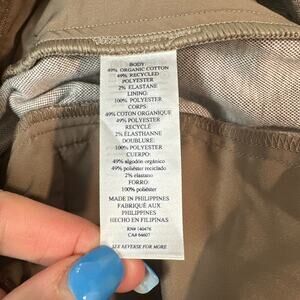 BODY:
49% ORGANIC COTTON
49% RECYCLED
POLYESTER
2% ELASTANE
LINING:
100% POLYESTER
CORPS:
49% COTON ORGANIQUE
49% POLYESTER
RECYCLÉ
2% ÉLASTHANNE
DOUBLURE:
100% POLYESTER
CUERPO:
49% algodón orgánico
49% poliéster reciclado
2% elastano
FORRO:
100% poliéster
MADE IN PHILIPPINES
FABRIQUÉ AUX
PHILIPPINES
HECHO EN FILIPINAS
RN# 140476
CA# 64607
SEE REVERSE FOR MORE